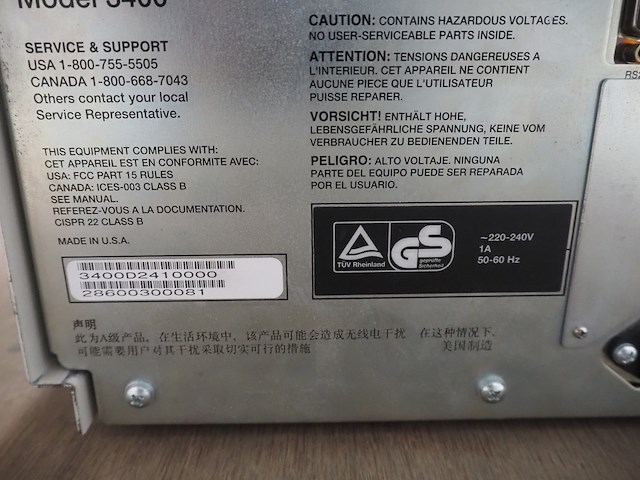 Model 3400
SERVICE & SUPPORT
USA 1-800-755-5505
CANADA 1-800-668-7043
Others contact your local
Service Representative.
THIS EQUIPMENT COMPLIES WITH:
CET APPAREIL EST EN CONFORMITE AVEC:
USA: FCC PART 15 RULES
CANADA: ICES-003 CLASS B
SEE MANUAL.
REFEREZ-VOUS A LA DOCUMENTATION.
CISPR 22 CLASS B
MADE IN U.S.A.
3400D2410000
28600300081
CAUTION: CONTAINS HAZARDOUS VOLTAGES.
NO USER-SERVICEABLE PARTS INSIDE.
ATTENTION: TENSIONS DANGEREUSES A
L'INTERIEUR. CET APPAREIL NE CONTIENT
AUCUNE PIECE QUE L'UTILISATEUR
PUISSE REPARER.
VORSICHT! ENTHÄLT HOHE,
LEBENSGEFÄHRLICHE SPANNUNG, KEINE VOM
VERBRAUCHER ZU BEDIENENDEN TEILE.
PELIGRO: ALTO VOLTAJE. NINGUNA
PARTE DEL EQUIPO PUEDE SER REPARADA
POR EL USUARIO.
TÜV Rheinland
GS
geprüfte
Sicherheit
~220-240V
1A
50-60 Hz
声明
此为A级产品, 在生活环境中, 该产品可能会造成无线电干扰 在这种情况下,
可能需要用户对其干扰采取切实可行的措施 美国制造